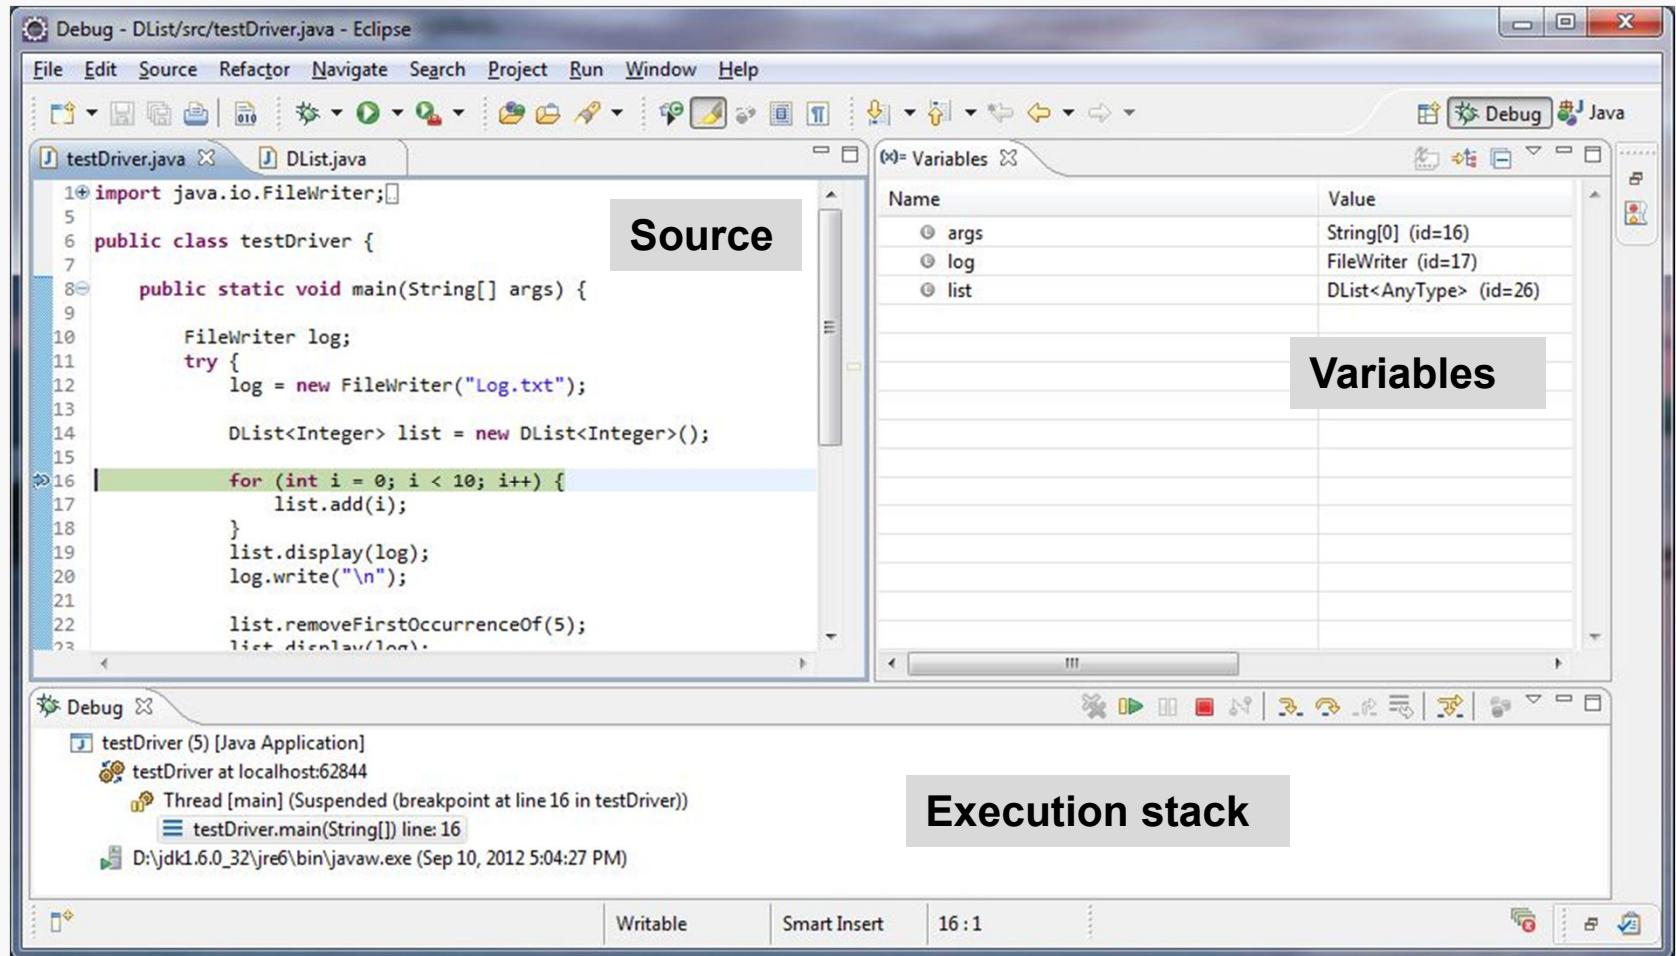 Debug - DList/src/testDriver.java - Eclipse
File Edit Source Refactor Navigate Search Project Run Window Help
Debug Java
testDriver.java DList.java
1 import java.io.FileWriter;
5
6 public class testDriver {
7
8 public static void main(String[] args) {
9
10 FileWriter log;
11 try {
12 log = new FileWriter("Log.txt");
13
14 DList<Integer> list = new DList<Integer>();
15
16 for (int i = 0; i < 10; i++) {
17 list.add(i);
18 }
19 list.display(log);
20 log.write("\n");
21
22 list.removeFirstOccurrenceOf(5);
23 list.display(log);
Source
(x)= Variables
Name Value
args String[0] (id=16)
log FileWriter (id=17)
list DList<AnyType> (id=26)
Variables
Debug
testDriver (5) [Java Application]
testDriver at localhost:62844
Thread [main] (Suspended (breakpoint at line 16 in testDriver))
testDriver.main(String[]) line: 16
D:\jdk1.6.0_32\jre6\bin\javaw.exe (Sep 10, 2012 5:04:27 PM)
Execution stack
Writable Smart Insert 16 : 1